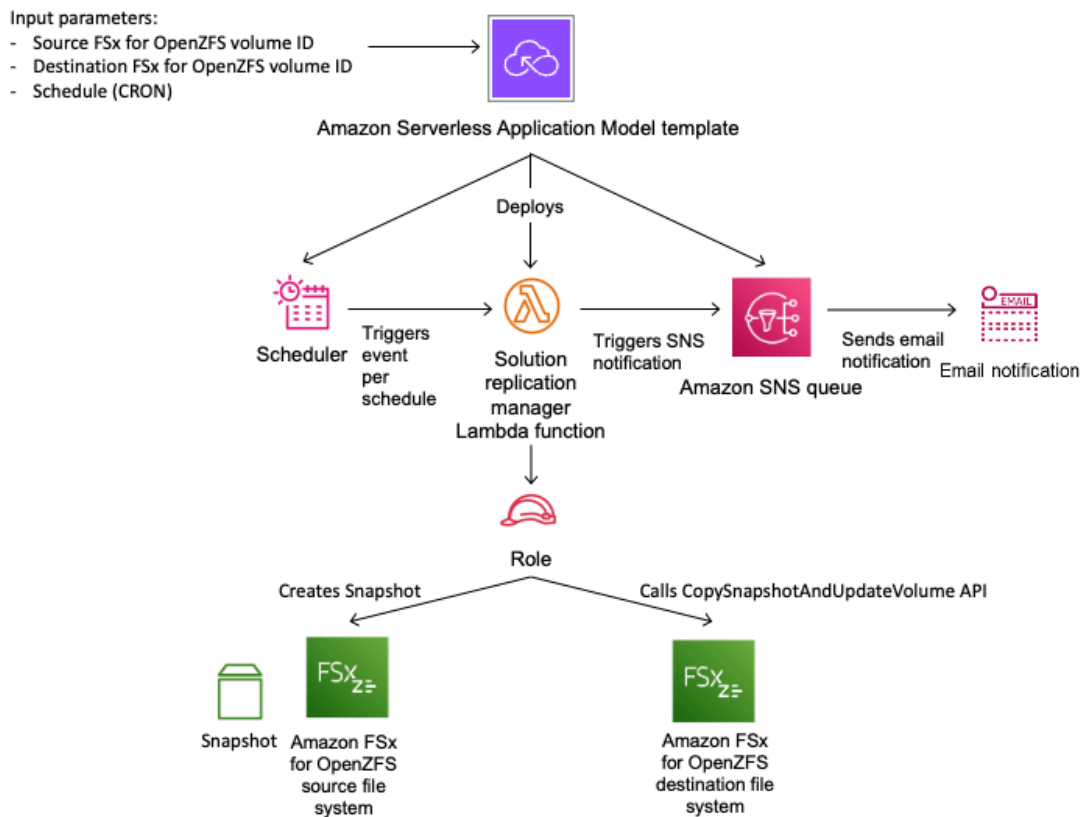 Input parameters:
- Source FSx for OpenZFS volume ID
- Destination FSx for OpenZFS volume ID
- Schedule (CRON)
Amazon Serverless Application Model template
Deploys
Scheduler
Triggers
event
per
schedule
Solution
replication
manager
Lambda function
Triggers SNS
notification
Amazon SNS queue
Sends email
notification
EMAIL
Email notification
Role
Creates Snapshot
Calls CopySnapshotAndUpdateVolume API
Snapshot
FSx
Amazon FSx
for OpenZFS
source file
system
FSx
Amazon FSx
for OpenZFS
destination file
system